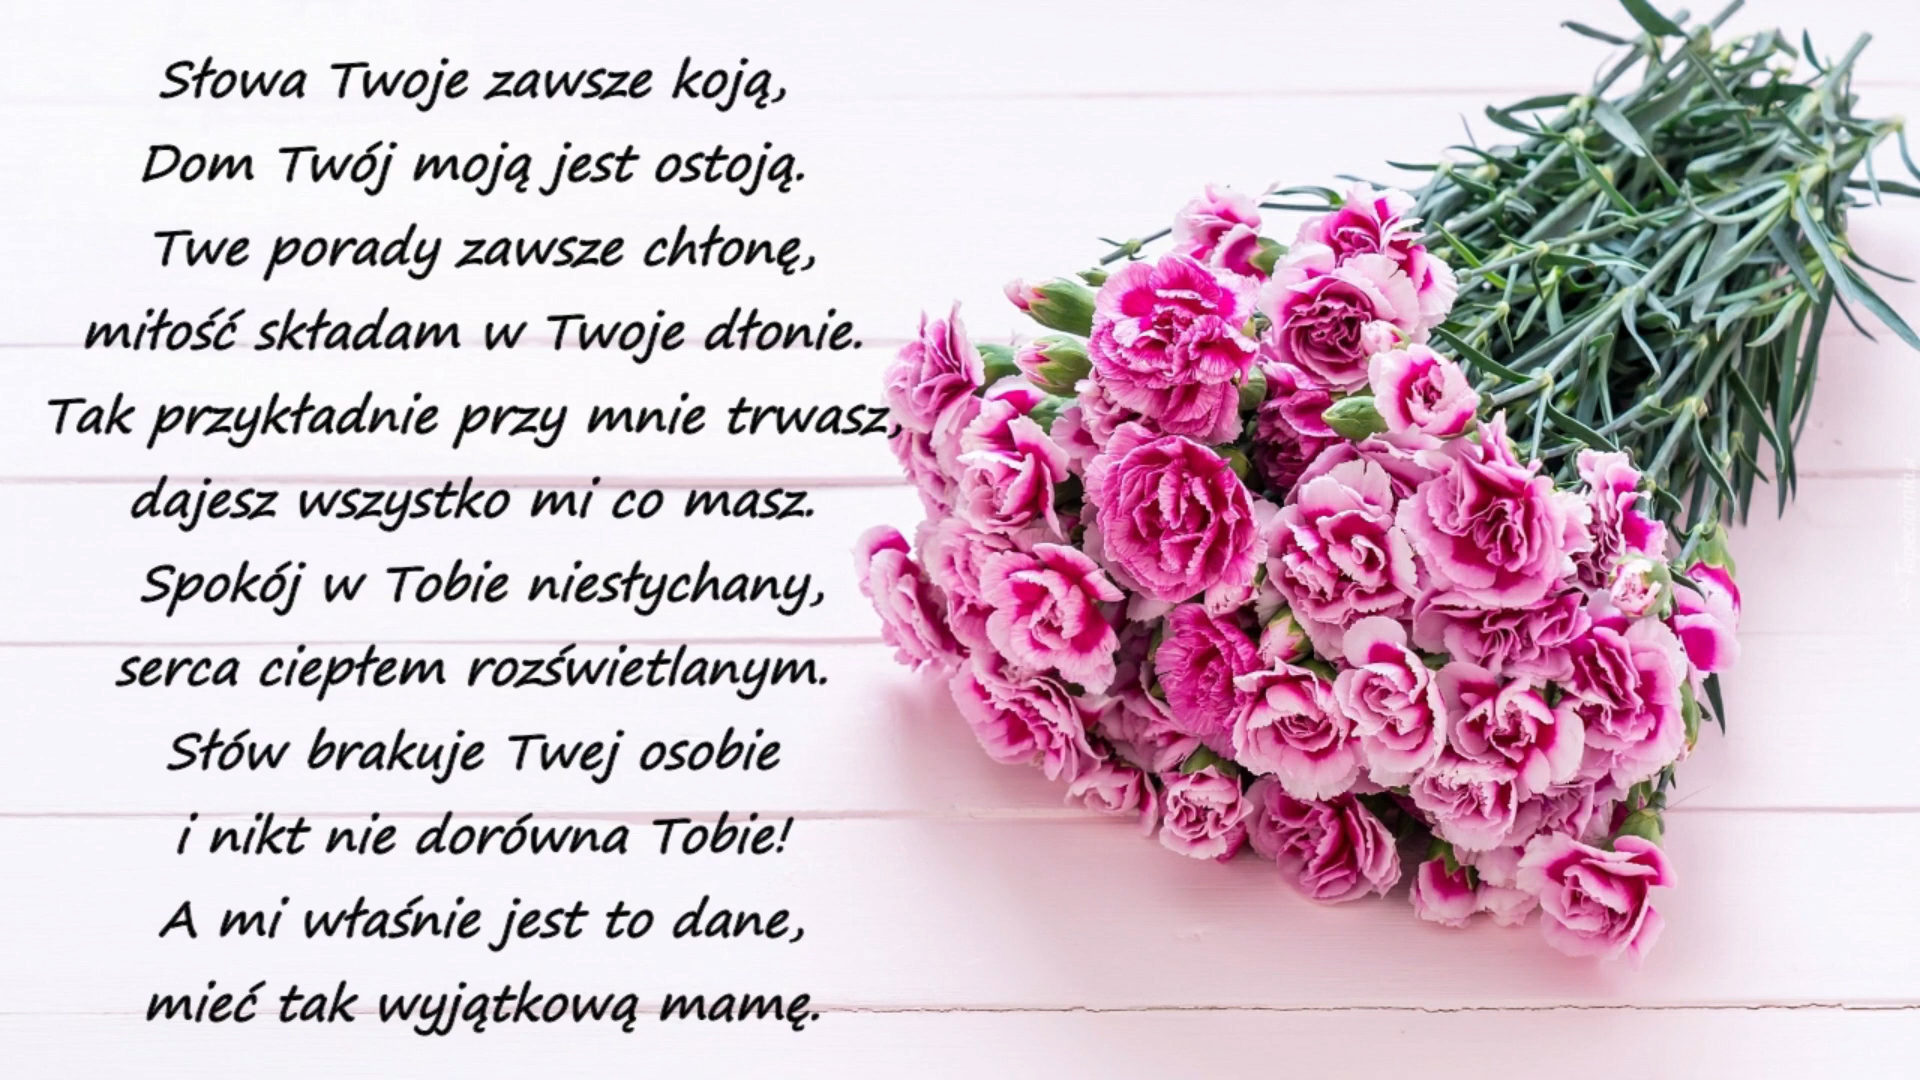 Słowa Twoje zawsze koją,
Dom Twój moją jest ostoją.
Twe porady zawsze chłonę,
miłość składam w Twoje dłonie.
Tak przykładnie przy mnie trwasz,
dajesz wszystko mi co masz.
Spokój w Tobie niesłychany,
serca ciepłem rozświetlanym.
Słów brakuje Twej osobie
i nikt nie dorówna Tobie!
A mi właśnie jest to dane,
mieć tak wyjątkową mamę.